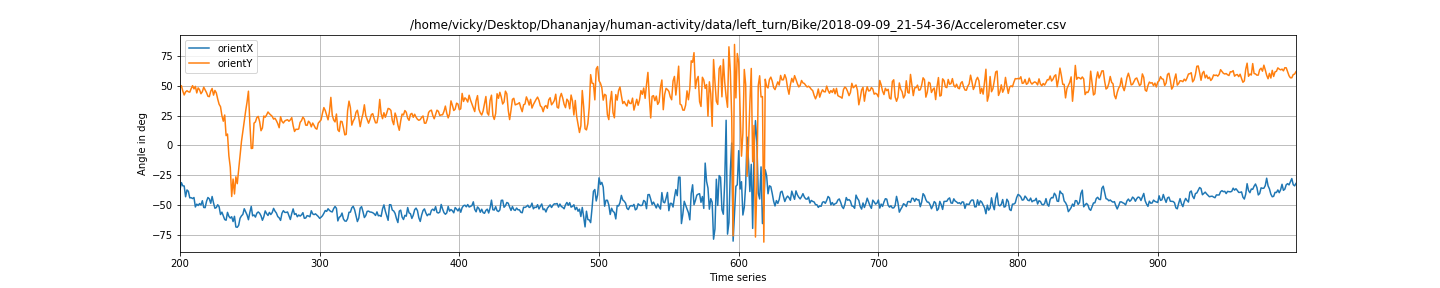 /home/vicky/Desktop/Dhananjay/human-activity/data/left_turn/Bike/2018-09-09_21-54-36/Accelerometer.csv
orientX
orientY
Angle in deg
75
50
25
0
−25
−50
−75
200 300 400 500 600 700 800 900
Time series